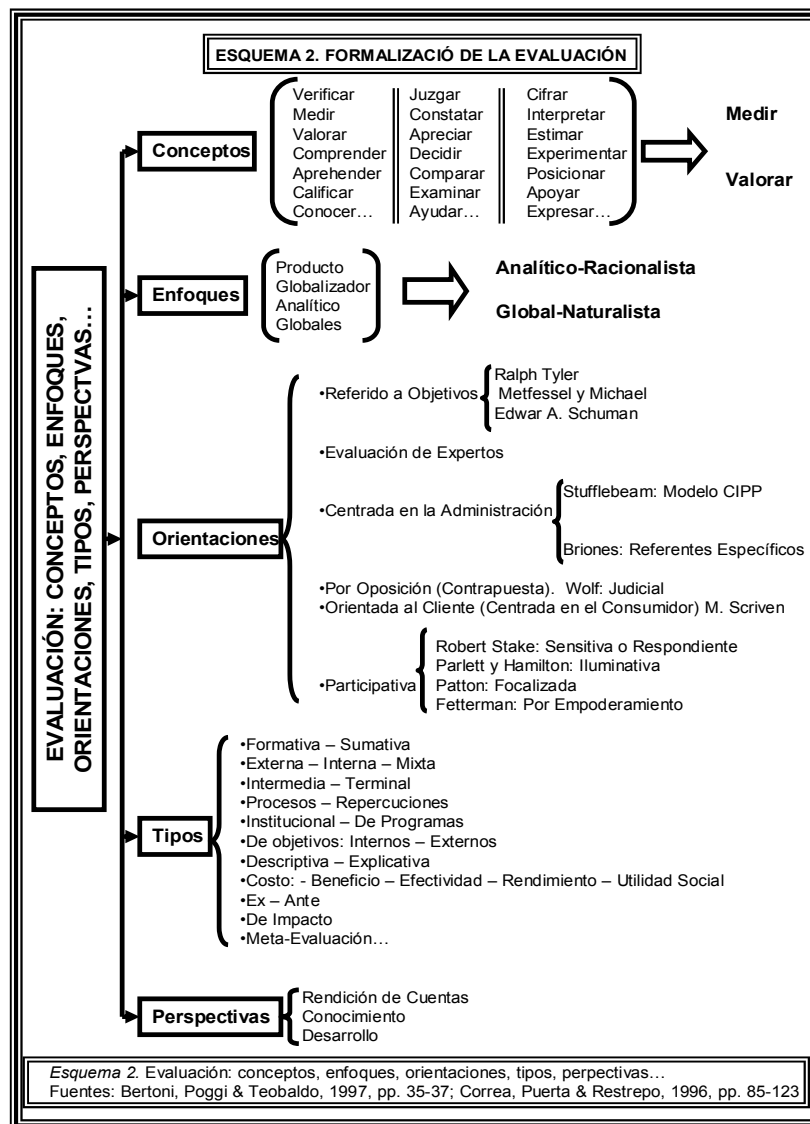 ESQUEMA 2. FORMALIZACIÓ DE LA EVALUACIÓN
EVALUACIÓN: CONCEPTOS, ENFOQUES,
ORIENTACIONES, TIPOS, PERSPECTVAS…
Conceptos
Verificar
Medir
Valorar
Comprender
Aprehender
Calificar
Conocer…
Juzgar
Constatar
Apreciar
Decidir
Comparar
Examinar
Ayudar…
Cifrar
Interpretar
Estimar
Experimentar
Posicionar
Apoyar
Expresar…
Medir
Valorar
Enfoques
Producto
Globalizador
Analítico
Globales
Analítico-Racionalista
Global-Naturalista
Orientaciones
•Referido a Objetivos
Ralph Tyler
Metfessel y Michael
Edwar A. Schuman
•Evaluación de Expertos
•Centrada en la Administración
Stufflebeam: Modelo CIPP
Briones: Referentes Específicos
•Por Oposición (Contrapuesta). Wolf: Judicial
•Orientada al Cliente (Centrada en el Consumidor) M. Scriven
•Participativa
Robert Stake: Sensitiva o Respondiente
Parlett y Hamilton: Iluminativa
Patton: Focalizada
Fetterman: Por Empoderamiento
Tipos
•Formativa – Sumativa
•Externa – Interna – Mixta
•Intermedia – Terminal
•Procesos – Repercuciones
•Institucional – De Programas
•De objetivos: Internos – Externos
•Descriptiva – Explicativa
•Costo: - Beneficio – Efectividad – Rendimiento – Utilidad Social
•Ex – Ante
•De Impacto
•Meta-Evaluación…
Perspectivas
Rendición de Cuentas
Conocimiento
Desarrollo
Esquema 2. Evaluación: conceptos, enfoques, orientaciones, tipos, perpectivas…
Fuentes: Bertoni, Poggi & Teobaldo, 1997, pp. 35-37; Correa, Puerta & Restrepo, 1996, pp. 85-123